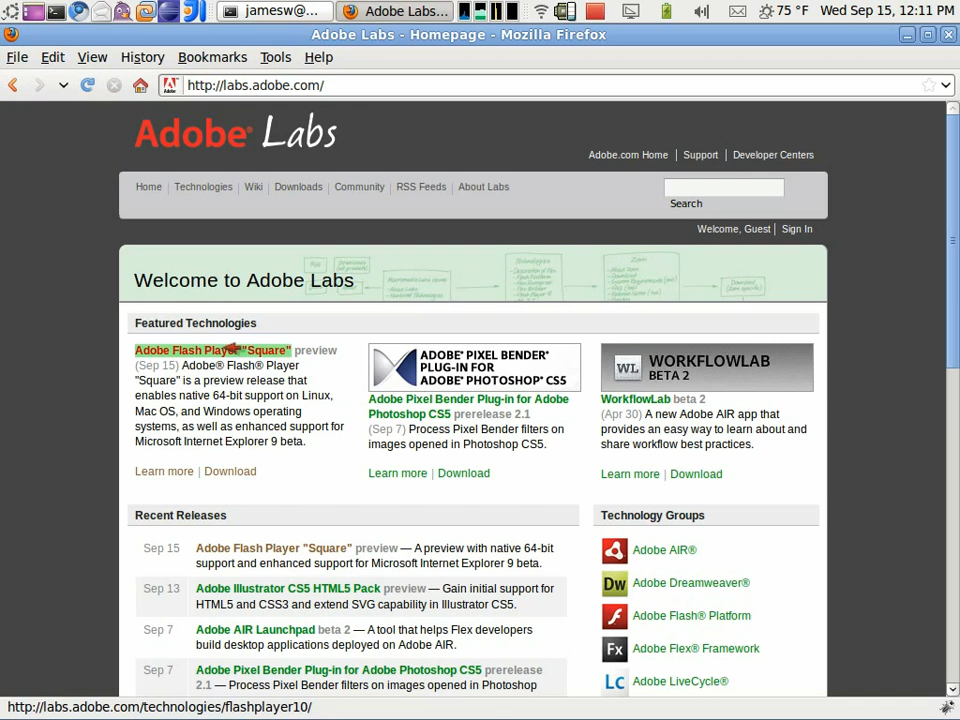 jamesw@...
Adobe Labs...
75 °F
Wed Sep 15, 12:11 PM
Adobe Labs - Homepage - Mozilla Firefox
File Edit View History Bookmarks Tools Help
http://labs.adobe.com/
Adobe® Labs
Adobe.com Home | Support | Developer Centers
Home | Technologies | Wiki | Downloads | Community | RSS Feeds | About Labs
Search
Welcome, Guest | Sign In
Welcome to Adobe Labs
Featured Technologies
Adobe Flash Player "Square" preview
(Sep 15) Adobe® Flash® Player
"Square" is a preview release that
enables native 64-bit support on Linux,
Mac OS, and Windows operating
systems, as well as enhanced support for
Microsoft Internet Explorer 9 beta.
Learn more | Download
ADOBE® PIXEL BENDER™
PLUG-IN FOR
ADOBE® PHOTOSHOP® CS5
Adobe Pixel Bender Plug-in for Adobe
Photoshop CS5 prerelease 2.1
(Sep 7) Process Pixel Bender filters on
images opened in Photoshop CS5.
Learn more | Download
WL
WORKFLOWLAB
BETA 2
WorkflowLab beta 2
(Apr 30) A new Adobe AIR app that
provides an easy way to learn about and
share workflow best practices.
Learn more | Download
Recent Releases
Sep 15 Adobe Flash Player "Square" preview — A preview with native 64-bit
support and enhanced support for Microsoft Internet Explorer 9 beta.
Sep 13 Adobe Illustrator CS5 HTML5 Pack preview — Gain initial support for
HTML5 and CSS3 and extend SVG capability in Illustrator CS5.
Sep 7 Adobe AIR Launchpad beta 2 — A tool that helps Flex developers
build desktop applications deployed on Adobe AIR.
Sep 7 Adobe Pixel Bender Plug-in for Adobe Photoshop CS5 prerelease
2.1 — Process Pixel Bender filters on images opened in Photoshop
Technology Groups
Adobe AIR®
Dw Adobe Dreamweaver®
Adobe Flash® Platform
Fx Adobe Flex® Framework
Lc Adobe LiveCycle®
http://labs.adobe.com/technologies/flashplayer10/